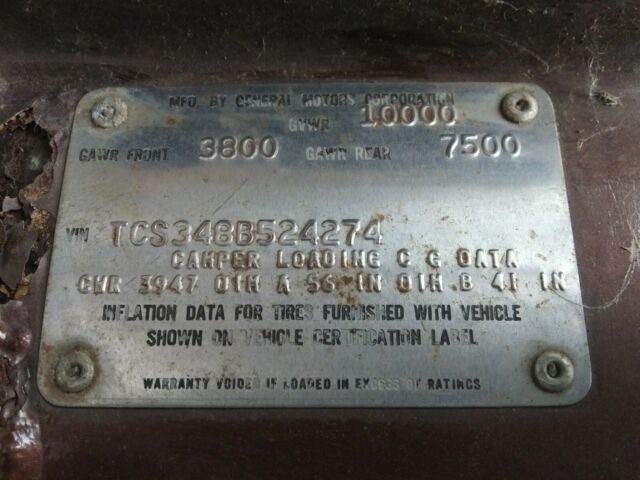 MFD. BY GENERAL MOTORS CORPORATION
GVWR 10000
GAWR FRONT 3800 GAWR REAR 7500
VIN TCS348B524274
CAMPER LOADING C G DATA
CWR 3947 DIM A 56 IN DIM B 41 IN
INFLATION DATA FOR TIRES FURNISHED WITH VEHICLE
SHOWN ON VEHICLE CERTIFICATION LABEL
WARRANTY VOIDED IF LOADED IN EXCESS OF RATINGS